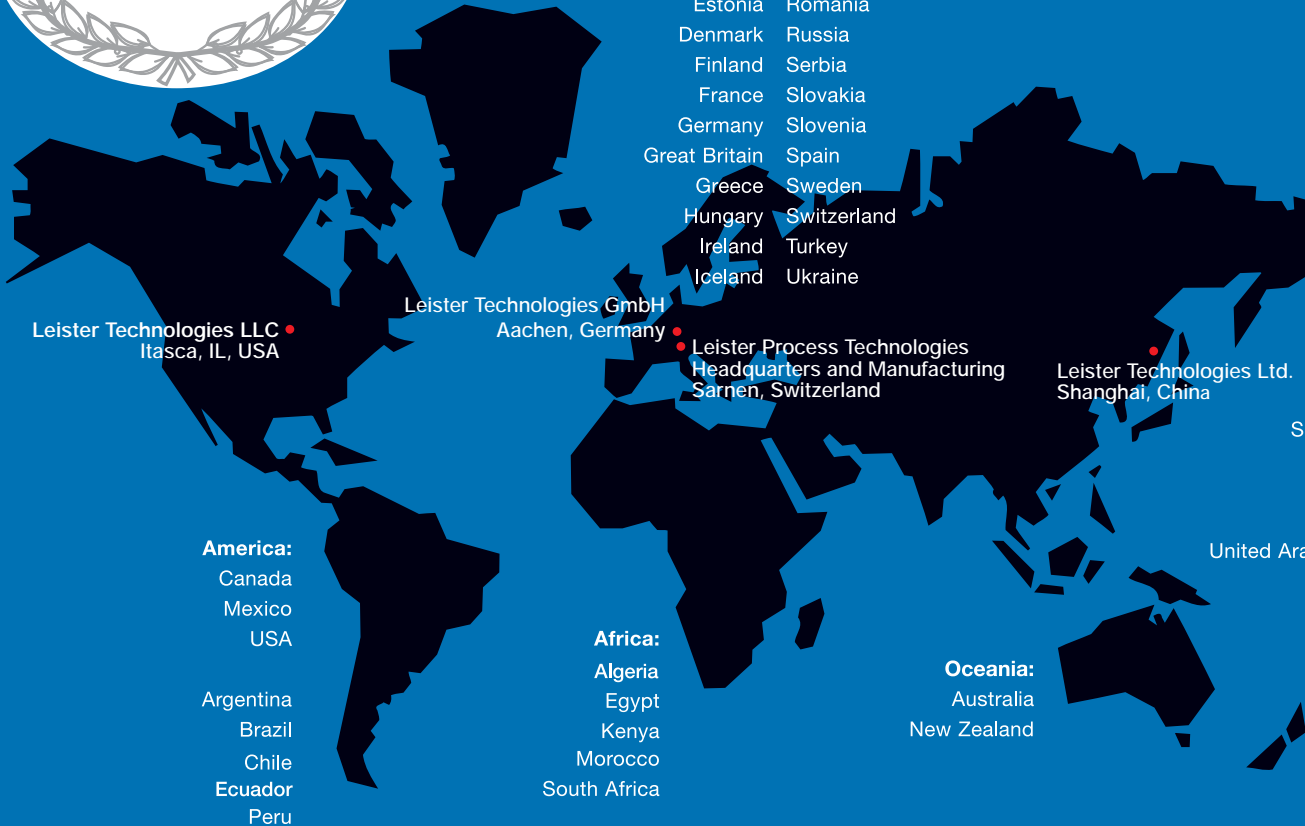 Estonia Romania
Denmark Russia
Finland Serbia
France Slovakia
Germany Slovenia
Great Britain Spain
Greece Sweden
Hungary Switzerland
Ireland Turkey
Iceland Ukraine
Leister Technologies GmbH
Aachen, Germany
Leister Technologies LLC
Itasca, IL, USA
Leister Process Technologies
Headquarters and Manufacturing
Sarnen, Switzerland
Leister Technologies Ltd.
Shanghai, China
S
United Ara
America:
Canada
Mexico
USA
Argentina
Brazil
Chile
Ecuador
Peru
Africa:
Algeria
Egypt
Kenya
Morocco
South Africa
Oceania:
Australia
New Zealand